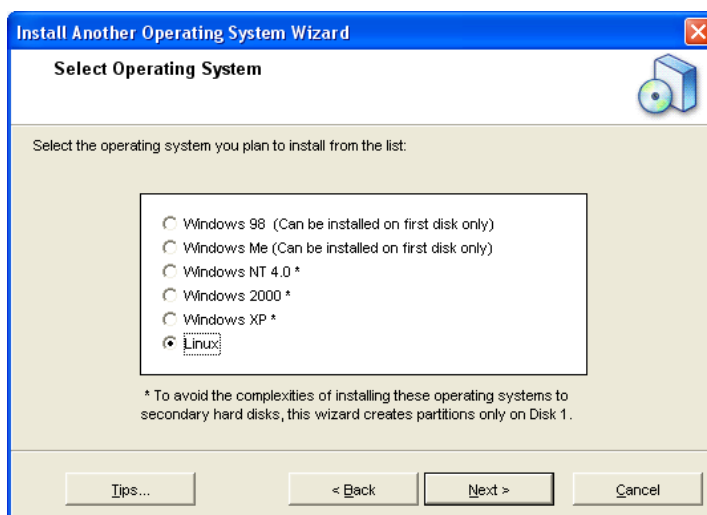 Install Another Operating System Wizard
Select Operating System
Select the operating system you plan to install from the list:
Windows 98 (Can be installed on first disk only)
Windows Me (Can be installed on first disk only)
Windows NT 4.0 *
Windows 2000 *
Windows XP *
Linux
* To avoid the complexities of installing these operating systems to
secondary hard disks, this wizard creates partitions only on Disk 1.
Tips...
< Back
Next >
Cancel